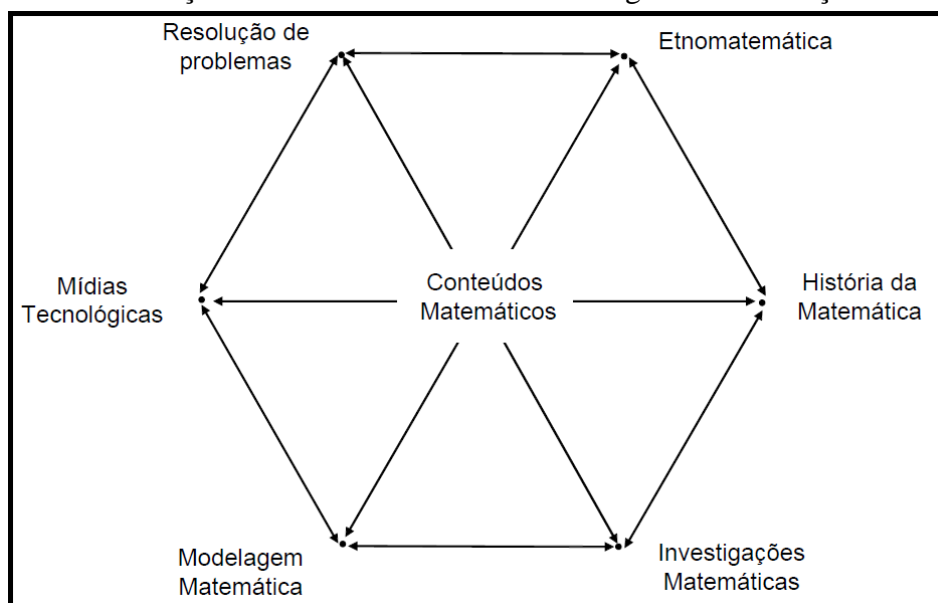 Resolução de
problemas
Etnomatemática
Mídias
Tecnológicas
Conteúdos
Matemáticos
História da
Matemática
Modelagem
Matemática
Investigações
Matemáticas